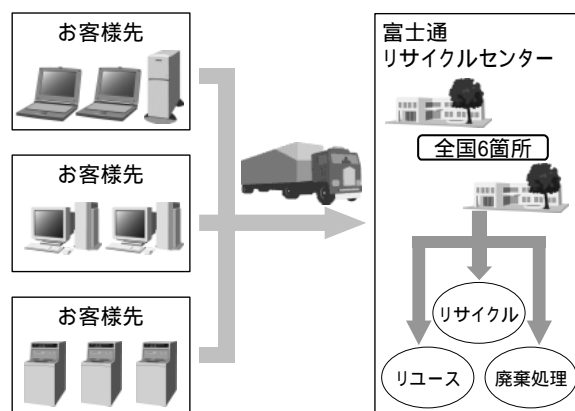 お客様先
お客様先
お客様先
富士通
リサイクルセンター
全国6箇所
リサイクル
リユース
廃棄処理